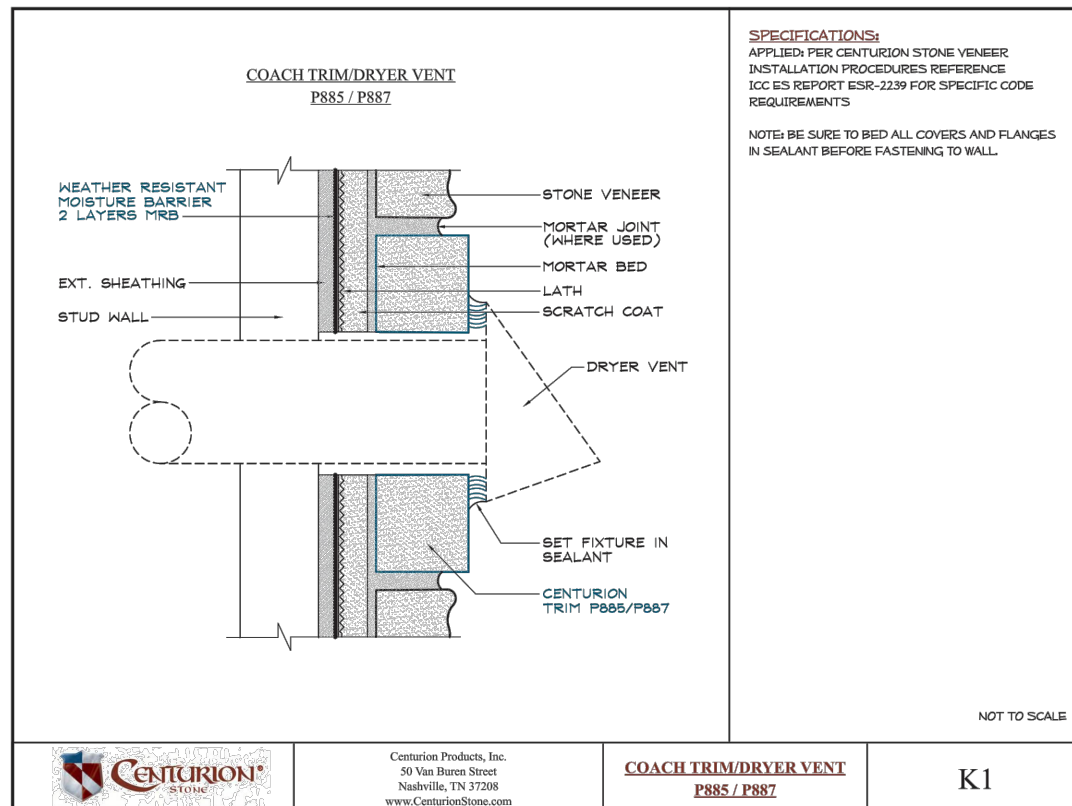 COACH TRIM/DRYER VENT
P885 / P887
WEATHER RESISTANT
MOISTURE BARRIER
2 LAYERS MRB
EXT. SHEATHING
STUD WALL
STONE VENEER
MORTAR JOINT
(WHERE USED)
MORTAR BED
LATH
SCRATCH COAT
DRYER VENT
SET FIXTURE IN
SEALANT
CENTURION
TRIM P885/P887
SPECIFICATIONS:
APPLIED: PER CENTURION STONE VENEER
INSTALLATION PROCEDURES REFERENCE
ICC ES REPORT ESR-2239 FOR SPECIFIC CODE
REQUIREMENTS
NOTE: BE SURE TO BED ALL COVERS AND FLANGES
IN SEALANT BEFORE FASTENING TO WALL.
NOT TO SCALE
CENTURION®
STONE
Centurion Products, Inc.
50 Van Buren Street
Nashville, TN 37208
www.CenturionStone.com
COACH TRIM/DRYER VENT
P885 / P887
K1